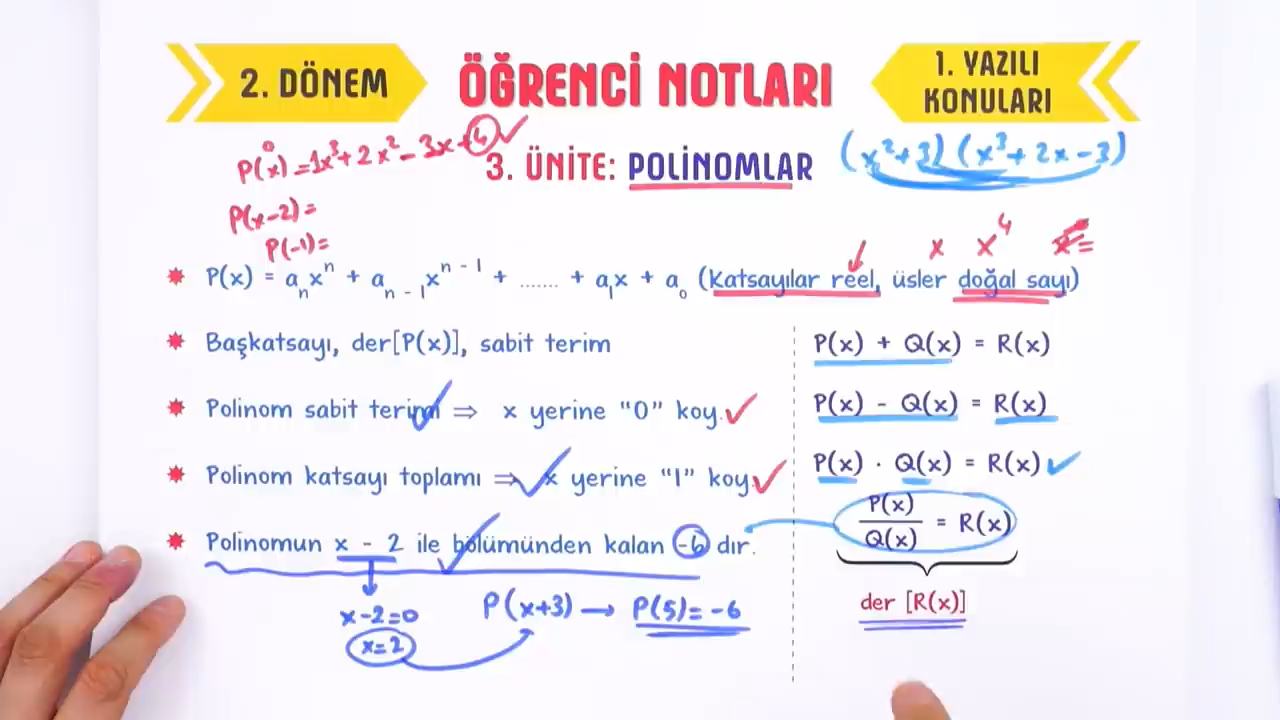 2. DÖNEM
ÖĞRENCİ NOTLARI
1. YAZILI
KONULARI
P(x) = 1x³ + 2x² - 3x + 4
0
3. ÜNİTE: POLİNOMLAR
(x²+3) (x³+2x-3)
P(x-2) =
P(-1) =
x x⁴
P(x) = aₙxⁿ + aₙ₋₁xⁿ⁻¹ + ....... + a₁x + a₀ (Katsayılar reel, üsler doğal sayı)
Başkatsayı, der[P(x)], sabit terim
Polinom sabit terimi ⇒ x yerine "0" koy.
Polinom katsayı toplamı ⇒ x yerine "1" koy.
Polinomun x - 2 ile bölümünden kalan -6 dır.
x-2=0
x=2
P(x+3) → P(5) = -6
P(x) + Q(x) = R(x)
P(x) - Q(x) = R(x)
P(x) . Q(x) = R(x)
P(x)
Q(x) = R(x)
der [R(x)]